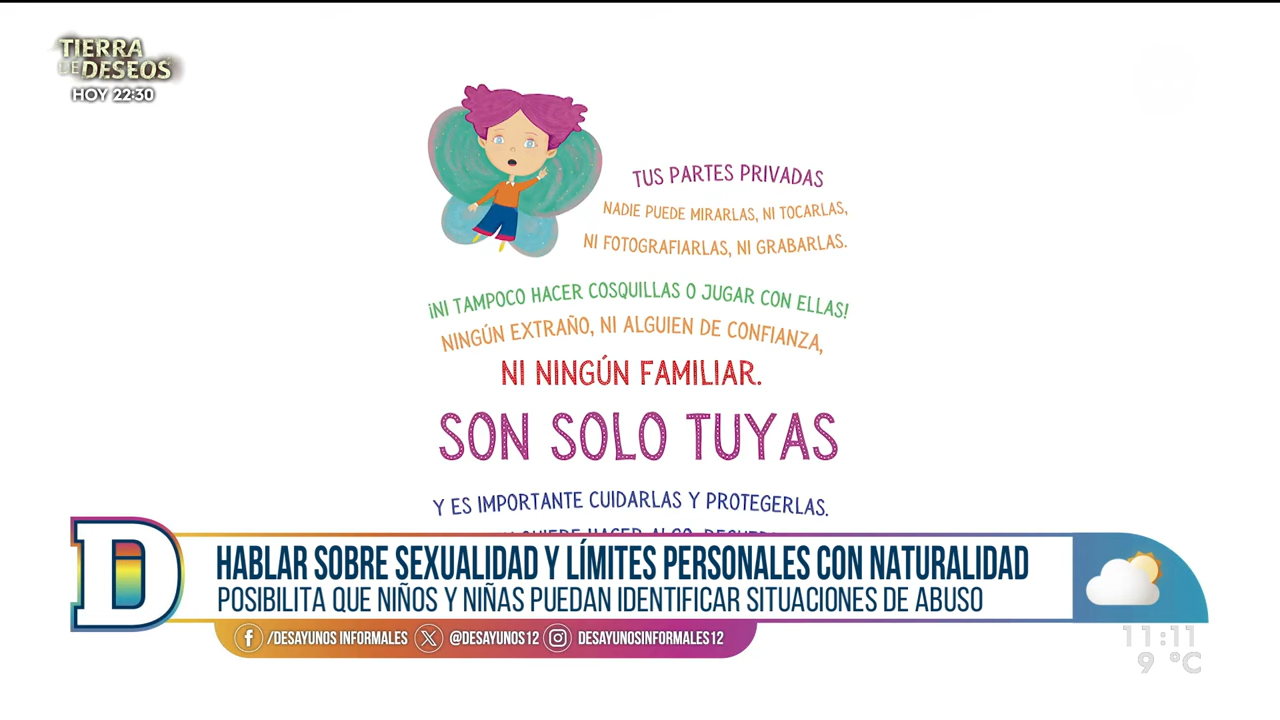 TIERRA
DE DESEOS
HOY 22:30
TUS PARTES PRIVADAS
NADIE PUEDE MIRARLAS, NI TOCARLAS,
NI FOTOGRAFIARLAS, NI GRABARLAS.
¡NI TAMPOCO HACER COSQUILLAS O JUGAR CON ELLAS!
NINGÚN EXTRAÑO, NI ALGUIEN DE CONFIANZA,
NI NINGÚN FAMILIAR.
SON SOLO TUYAS
Y ES IMPORTANTE CUIDARLAS Y PROTEGERLAS.
D
HABLAR SOBRE SEXUALIDAD Y LÍMITES PERSONALES CON NATURALIDAD
POSIBILITA QUE NIÑOS Y NIÑAS PUEDAN IDENTIFICAR SITUACIONES DE ABUSO
/DESAYUNOS INFORMALES @DESAYUNOS12 DESAYUNOSINFORMALES12
11:11
9 °C